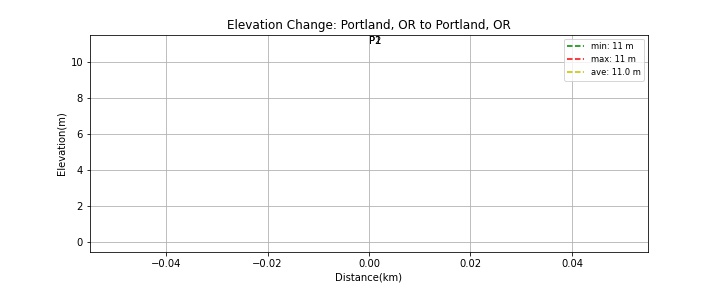 Elevation Change: Portland, OR to Portland, OR
min: 11 m
max: 11 m
ave: 11.0 m
Elevation(m)
10
8
6
4
2
0
−0.04
−0.02
0.00
0.02
0.04
Distance(km)